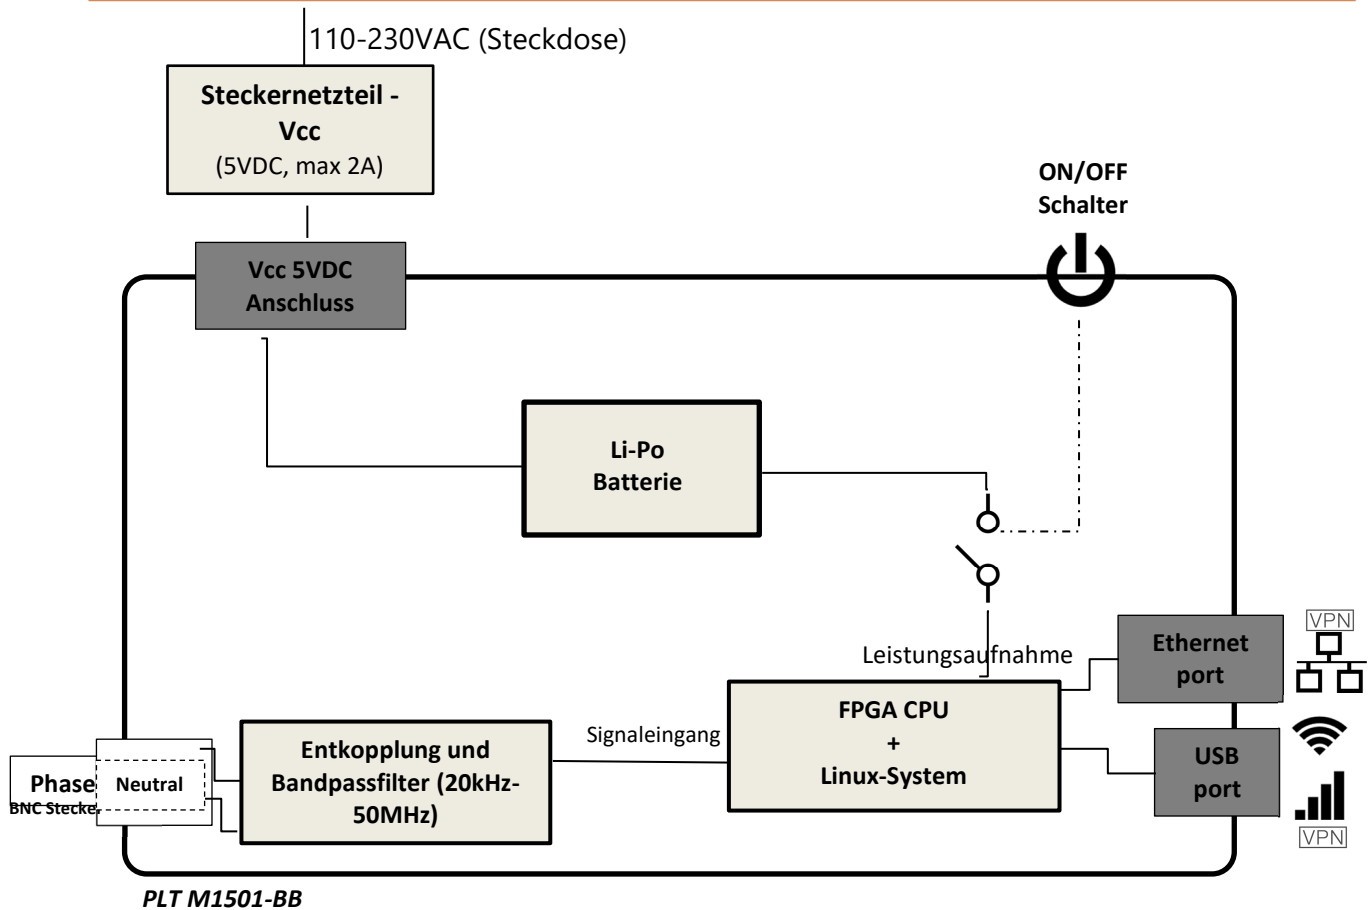 110-230VAC (Steckdose)
Steckernetzteil -
Vcc
(5VDC, max 2A)
ON/OFF
Schalter
Vcc 5VDC
Anschluss
Li-Po
Batterie
VPN
Leistungsaufnahme
Ethernet
port
FPGA CPU
+
Linux-System
Signaleingang
Entkopplung und
Bandpassfilter (20kHz-
50MHz)
USB
port
VPN
Phase
Neutral
BNC Stecke
PLT M1501-BB